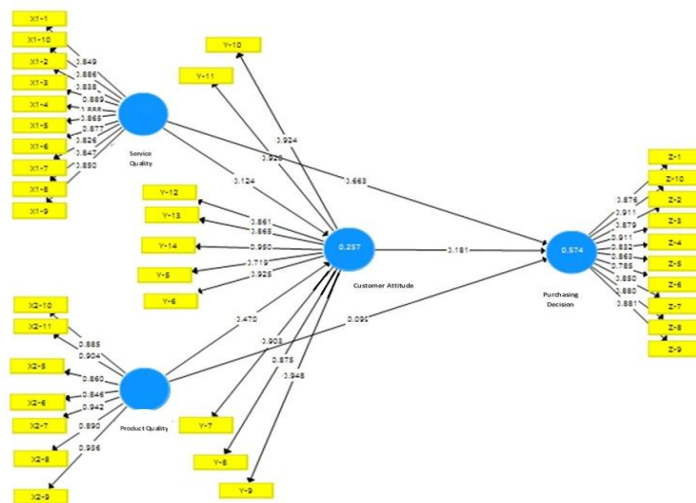 X1-1
X1-10
X1-2
X1-3
X1-4
X1-5
X1-6
X1-7
X1-8
X1-9
0.849
0.886
0.838
0.889
0.865
0.877
0.826
0.847
0.850
Service
Quality
Y-10
Y-11
0.924
0.124
0.663
Y-12
Y-13
Y-14
Y-5
Y-6
0.861
0.865
0.950
0.719
0.925
0.257
Customer Attitude
0.181
0.574
Purchasing
Decision
Z-1
Z-10
Z-2
Z-3
Z-4
Z-5
Z-6
Z-7
Z-8
Z-9
0.876
0.911
0.879
0.911
0.832
0.863
0.785
0.850
0.880
0.881
X2-10
X2-11
X2-5
X2-6
X2-7
X2-8
X2-9
0.885
0.904
0.860
0.846
0.942
0.890
0.936
Product Quality
0.470
0.903
0.875
0.948
Y-7
Y-8
Y-9